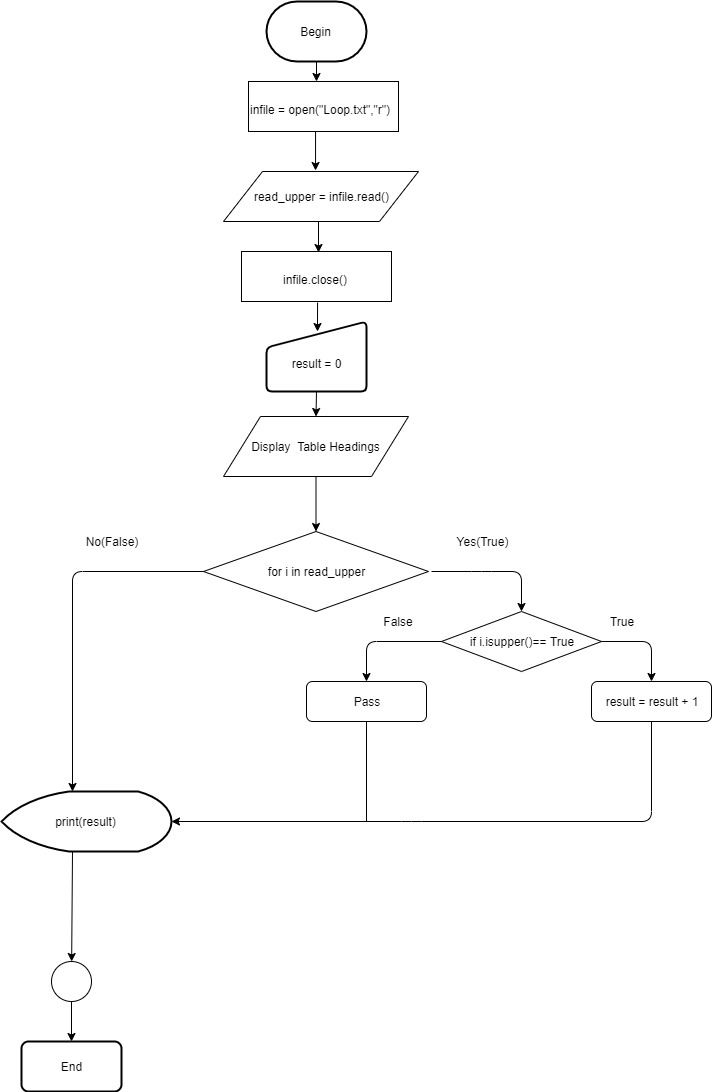 Begin
infile = open("Loop.txt","r")
read_upper = infile.read()
infile.close()
result = 0
Display  Table Headings
No(False)
Yes(True)
for i in read_upper
False
True
if i.isupper()== True
Pass
result = result + 1
print(result)
End